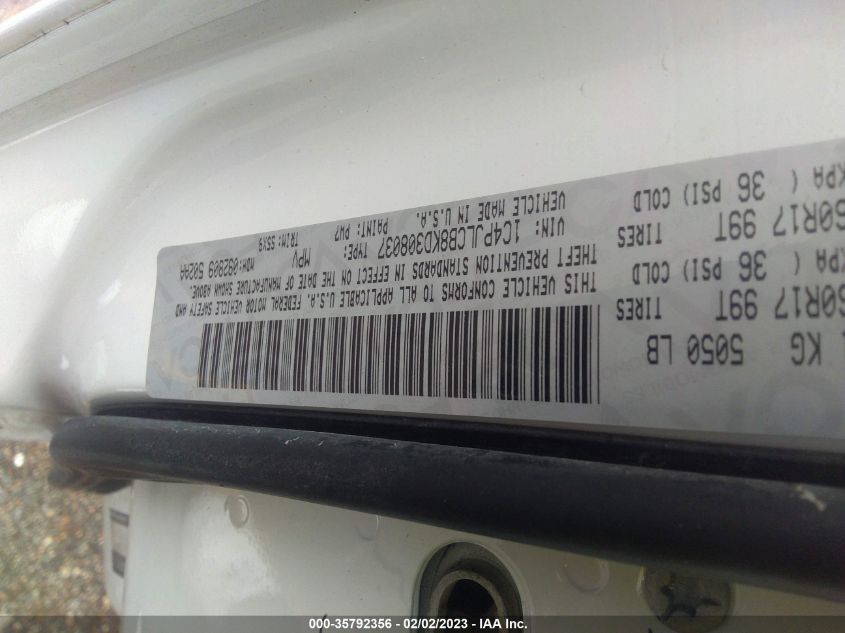 KG 5050 LB
60R17 99T TIRES
KPA ( 36 PSI) COLD
60R17 99T TIRES
KPA ( 36 PSI) COLD
THIS VEHICLE CONFORMS TO ALL APPLICABLE U.S.A. FEDERAL MOTOR VEHICLE SAFETY AND
THEFT PREVENTION STANDARDS IN EFFECT ON THE DATE OF MANUFACTURE SHOWN ABOVE.
VIN: 1C4PJLCB8KD308037 TYPE: MPV MDH:092809 502AA
VEHICLE MADE IN U.S.A. PAINT: PW7 TRIM:
000-35792356 - 02/02/2023 - IAA Inc.